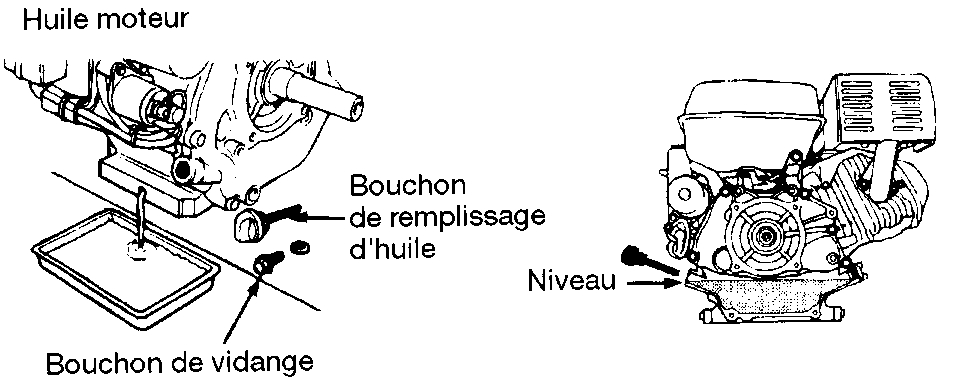 Huile moteur
Bouchon
de remplissage
d'huile
Bouchon de vidange
Niveau